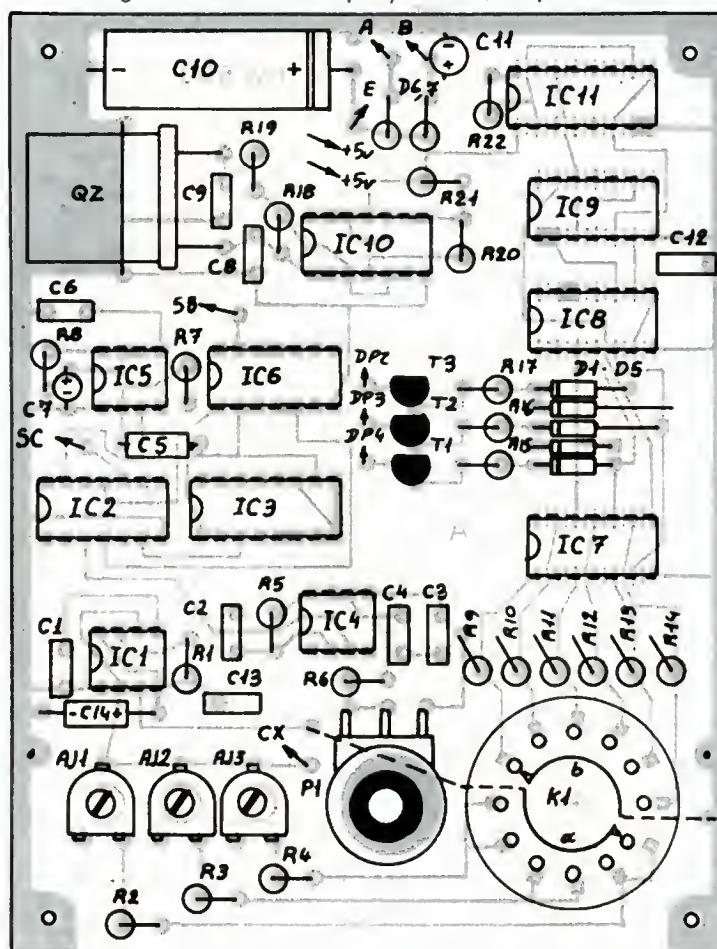 A B
- C10 +
- + C11
E D6,7
IC11
R19
+5v
R22
+5v
QZ
C9
R18
R21
IC9
IC10
C12
C8
R20
C6
SB
IC8
R8
R7
DP2 T3 R17 D1 D5
IC5 IC6
+ -
DP3 T2 R16
C7
DP4 T1 R15
SC
C5
IC2 IC3
IC7
R5
C2 IC4 C4 C3
R9 R10 R11 R12 R13 R14
C1
IC1
R1
R6
C13
- C14 +
CX
AJ1 AJ2 AJ3
P1
b
K1
a
R4
R3
R2